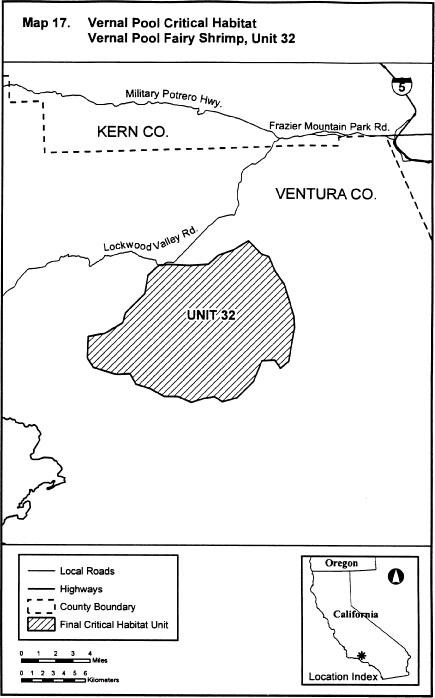 Map 17. Vernal Pool Critical Habitat
Vernal Pool Fairy Shrimp, Unit 32
5
Military Potrero Hwy.
Frazier Mountain Park Rd.
KERN CO.
VENTURA CO.
Lockwood Valley Rd.
UNIT 32
Local Roads
Highways
County Boundary
Final Critical Habitat Unit
0 1 2 3 4
Miles
0 1 2 3 4 5 6
Kilometers
Oregon
California
Location Index